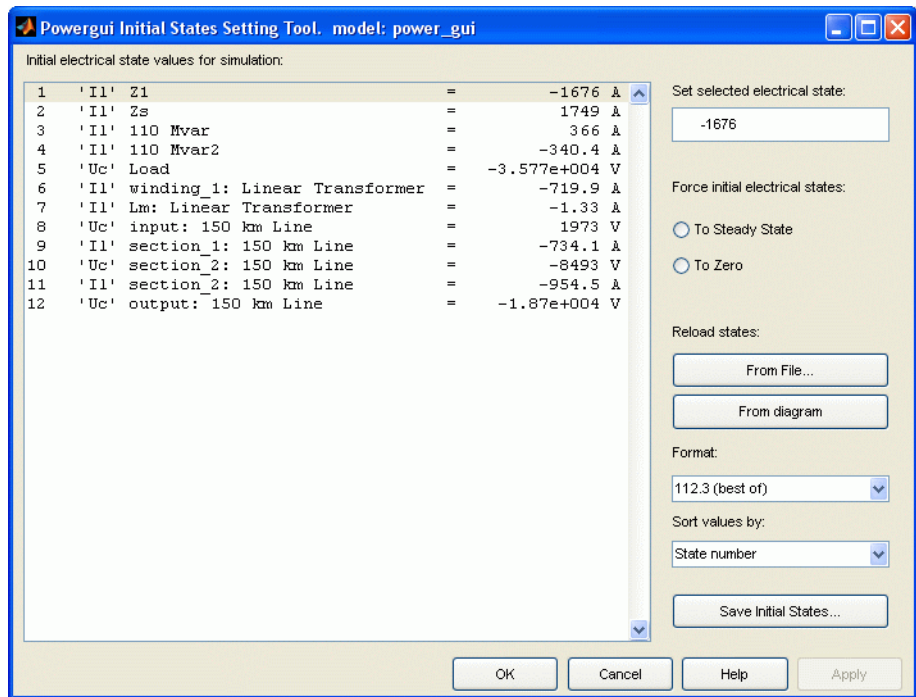 Powergui Initial States Setting Tool.  model: power_gui
Initial electrical state values for simulation:
1 'Il' Z1 = -1676 A
2 'Il' Zs = 1749 A
3 'Il' 110 Mvar = 366 A
4 'Il' 110 Mvar2 = -340.4 A
5 'Uc' Load = -3.577e+004 V
6 'Il' winding_1: Linear Transformer = -719.9 A
7 'Il' Lm: Linear Transformer = -1.33 A
8 'Uc' input: 150 km Line = 1973 V
9 'Il' section_1: 150 km Line = -734.1 A
10 'Uc' section_2: 150 km Line = -8493 V
11 'Il' section_2: 150 km Line = -954.5 A
12 'Uc' output: 150 km Line = -1.87e+004 V
Set selected electrical state:
-1676
Force initial electrical states:
To Steady State
To Zero
Reload states:
From File...
From diagram
Format:
112.3 (best of)
Sort values by:
State number
Save Initial States...
OK Cancel Help Apply